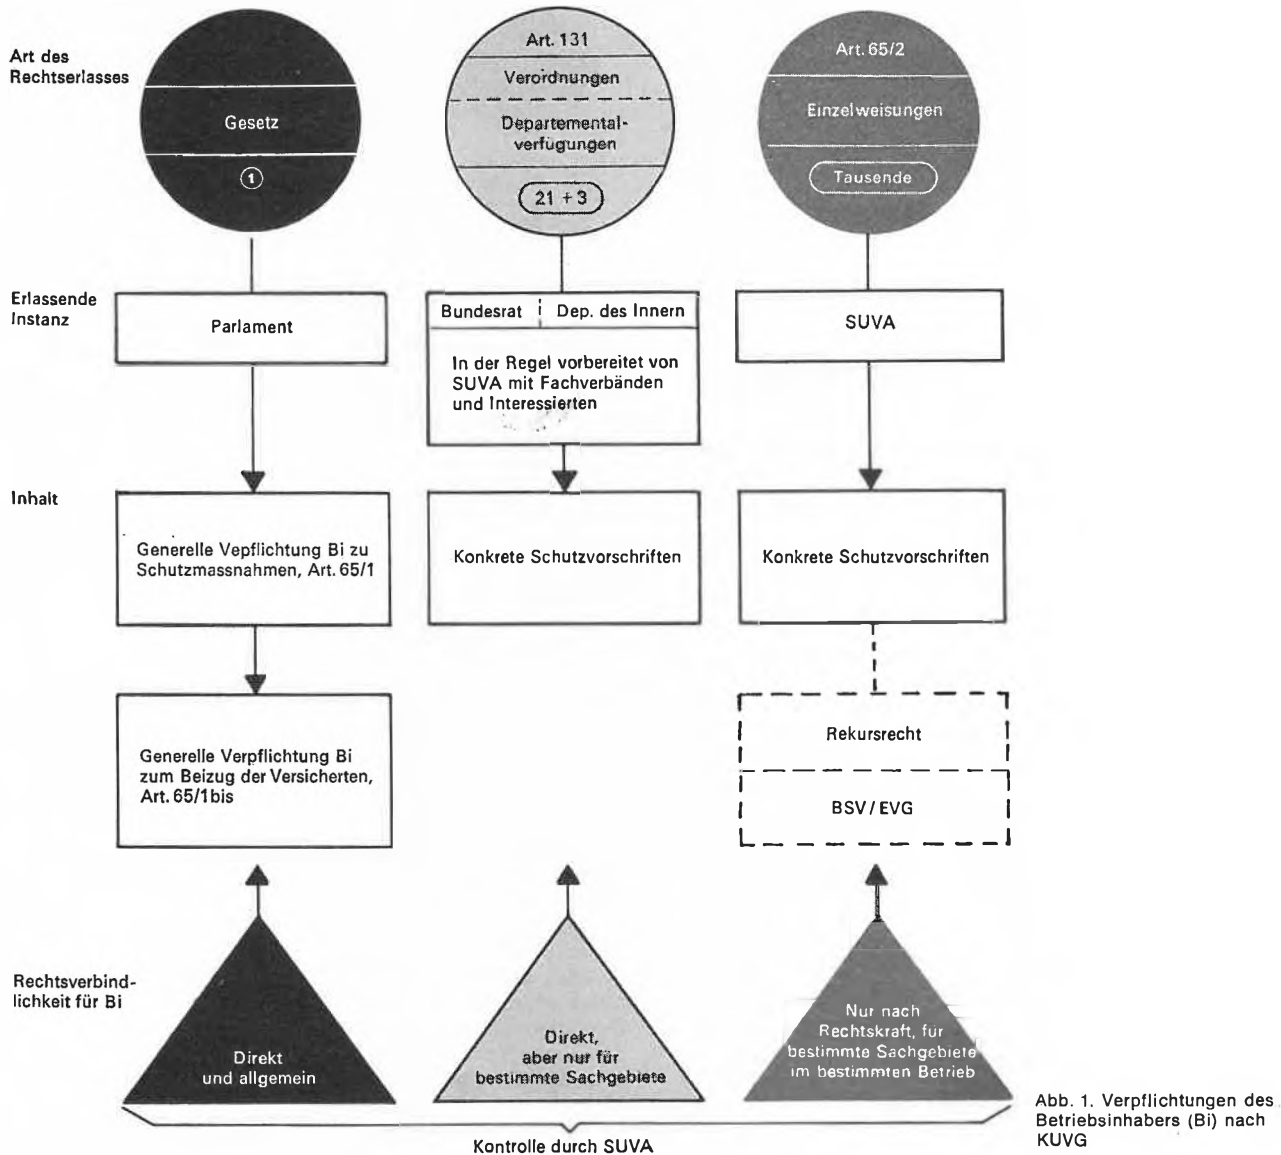 Art des
Rechtserlasses
Gesetz
1
Art. 131
Verordnungen
Departemental-
verfügungen
21 + 3
Art. 65/2
Einzelweisungen
Tausende
Erlassende
Instanz
Parlament
Bundesrat
Dep. des Innern
In der Regel vorbereitet von
SUVA mit Fachverbänden
und Interessierten
SUVA
Inhalt
Generelle Vepflichtung Bi zu
Schutzmassnahmen, Art. 65/1
Konkrete Schutzvorschriften
Konkrete Schutzvorschriften
Generelle Verpflichtung Bi
zum Beizug der Versicherten,
Art. 65/1bis
Rekursrecht
BSV / EVG
Rechtsverbind-
lichkeit für Bi
Direkt
und allgemein
Direkt,
aber nur für
bestimmte Sachgebiete
Nur nach
Rechtskraft, für
bestimmte Sachgebiete
im bestimmten Betrieb
Kontrolle durch SUVA
Abb. 1. Verpflichtungen des
Betriebsinhabers (Bi) nach
KUVG